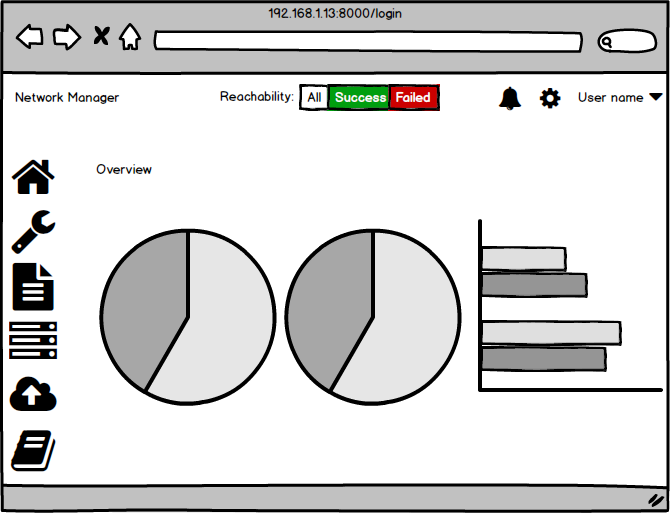 192.168.1.13:8000/login
Network Manager
Reachability: All Success Failed
User name
Overview